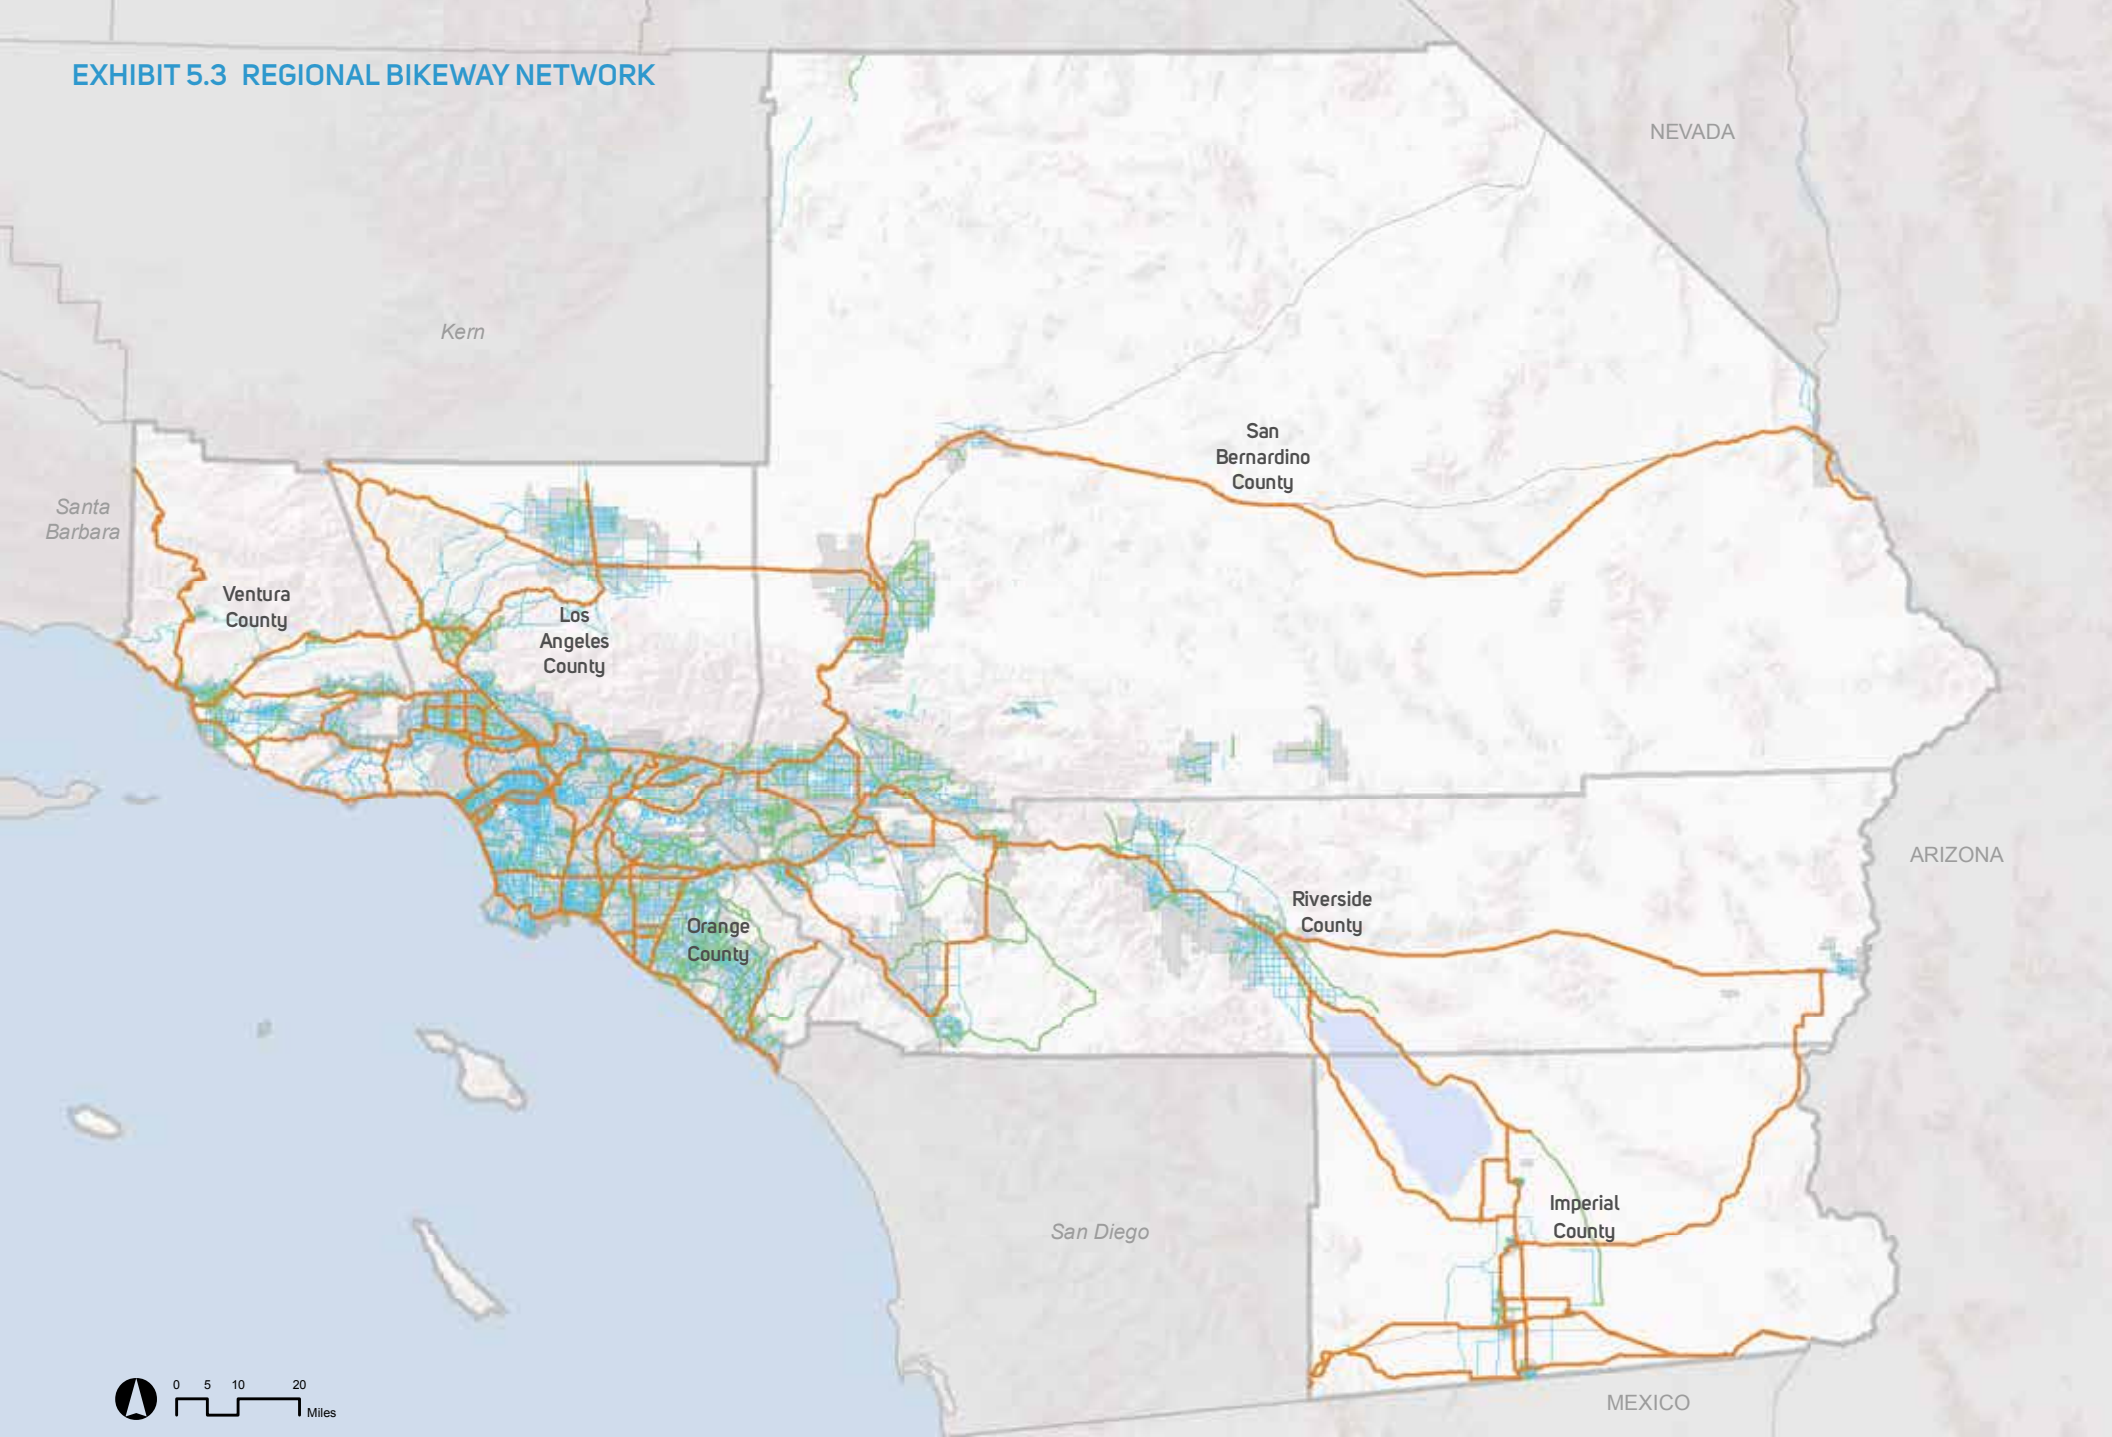 EXHIBIT 5.3 REGIONAL BIKEWAY NETWORK
NEVADA
Kern
San
Bernardino
County
Santa
Barbara
Ventura
County
Los
Angeles
County
ARIZONA
Riverside
County
Orange
County
Imperial
County
San Diego
0 5 10 20
Miles
MEXICO